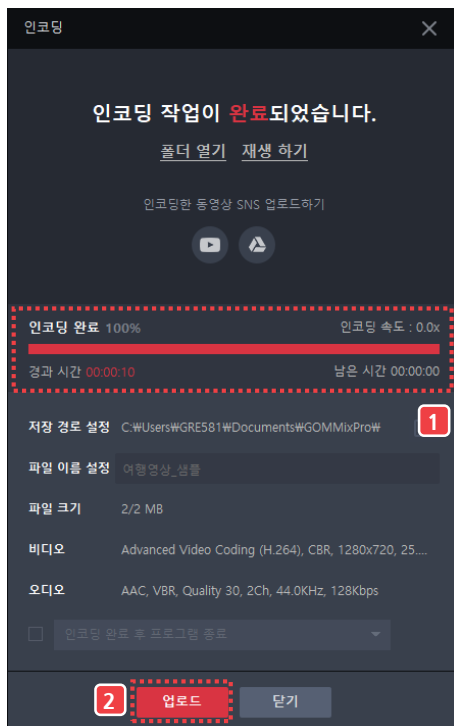 인코딩
인코딩 작업이 완료되었습니다.
폴더 열기 재생 하기
인코딩한 동영상 SNS 업로드하기
인코딩 완료 100% 인코딩 속도 : 0.0x
경과 시간 00:00:10 남은 시간 00:00:00
1
저장 경로 설정 C:₩Users₩GRE581₩Documents₩GOMMixPro₩
파일 이름 설정 여행영상_샘플
파일 크기 2/2 MB
비디오 Advanced Video Coding (H.264), CBR, 1280x720, 25....
오디오 AAC, VBR, Quality 30, 2Ch, 44.0KHz, 128Kbps
인코딩 완료 후 프로그램 종료
2 업로드 닫기